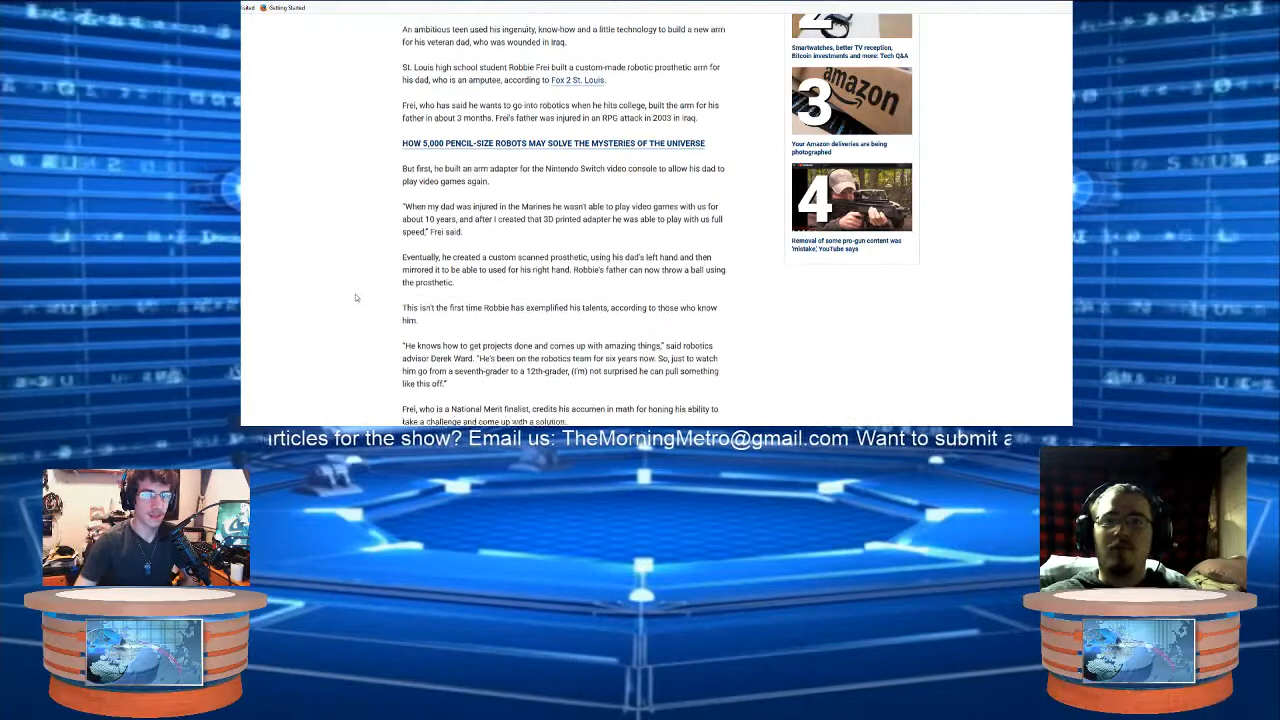 Getting Started
An ambitious teen used his ingenuity, know-how and a little technology to build a new arm
for his veteran dad, who was wounded in Iraq.
St. Louis high school student Robbie Frei built a custom-made robotic prosthetic arm for
his dad, who is an amputee, according to Fox 2 St. Louis.
Frei, who has said he wants to go into robotics when he hits college, built the arm for his
father in about 3 months. Frei's father was injured in an RPG attack in 2003 in Iraq.
HOW 5,000 PENCIL-SIZE ROBOTS MAY SOLVE THE MYSTERIES OF THE UNIVERSE
But first, he built an arm adapter for the Nintendo Switch video console to allow his dad to
play video games again.
“When my dad was injured in the Marines he wasn't able to play video games with us for
about 10 years, and after I created that 3D printed adapter he was able to play with us full
speed,” Frei said.
Eventually, he created a custom scanned prosthetic, using his dad's left hand and then
mirrored it to be able to used for his right hand. Robbie's father can now throw a ball using
the prosthetic.
This isn't the first time Robbie has exemplified his talents, according to those who know
him.
“He knows how to get projects done and comes up with amazing things,” said robotics
advisor Derek Ward. “He's been on the robotics team for six years now. So, just to watch
him go from a seventh-grader to a 12th-grader, (I'm) not surprised he can pull something
like this off.”
Frei, who is a National Merit finalist, credits his accumen in math for honing his ability to
take a challenge and come up with a solution.
2
Smartwatches, better TV reception,
Bitcoin investments and more: Tech Q&A
amazon
3
Your Amazon deliveries are being
photographed
4
Removal of some pro-gun content was
'mistake,' YouTube says
articles for the show? Email us: TheMorningMetro@gmail.com Want to submit a